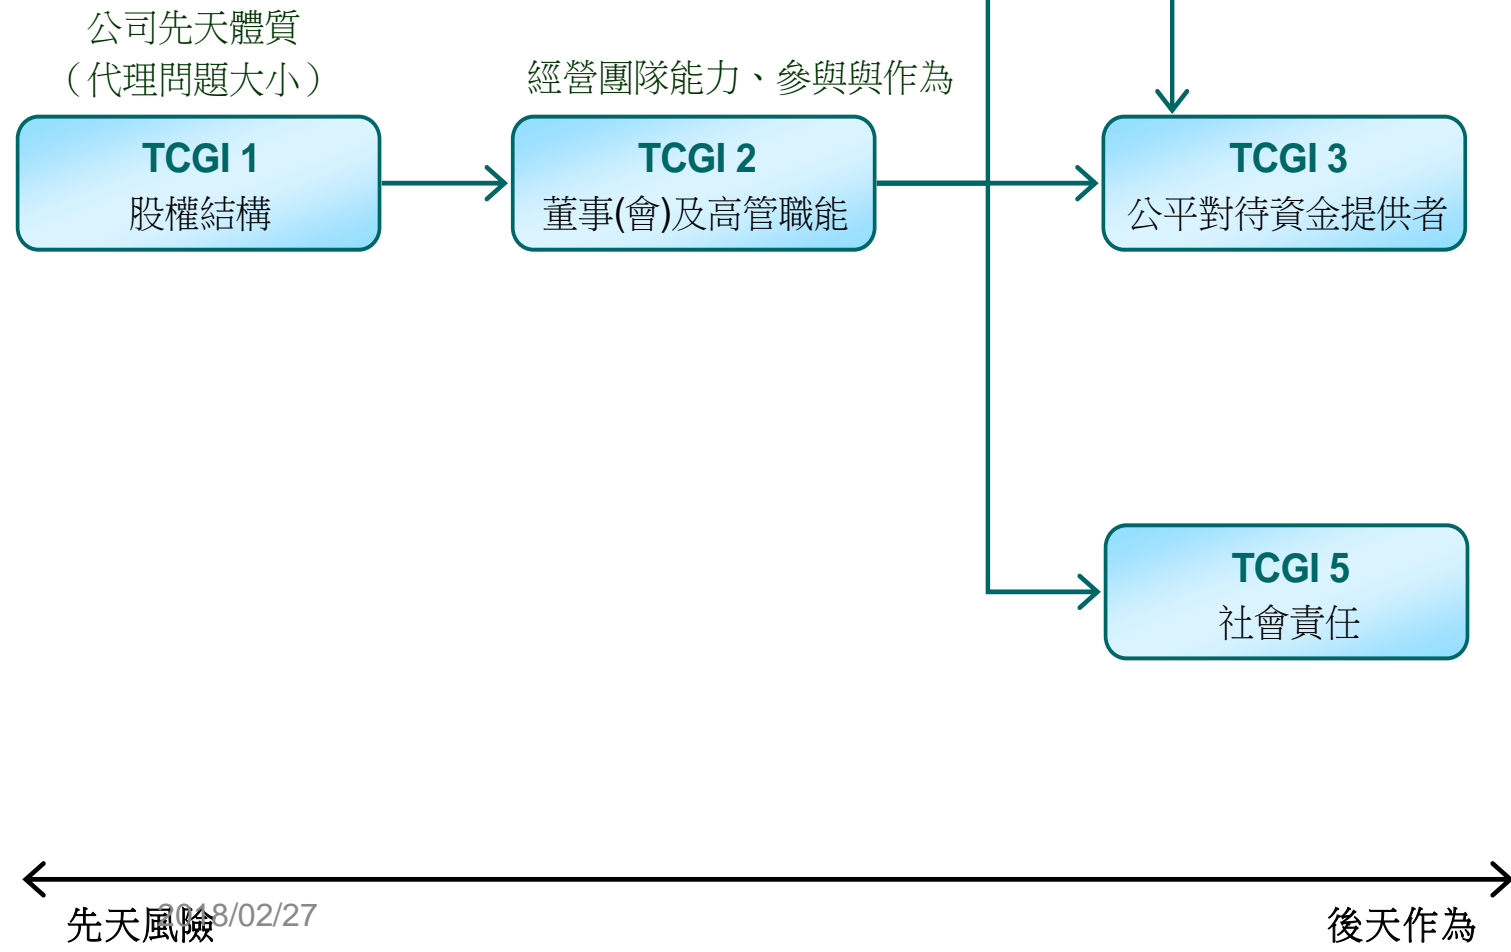 公司先天體質
（代理問題大小）
經營團隊能力、參與與作為
TCGI 1
股權結構
TCGI 2
董事(會)及高管職能
TCGI 3
公平對待資金提供者
TCGI 5
社會責任
先天風險
2018/02/27
後天作為